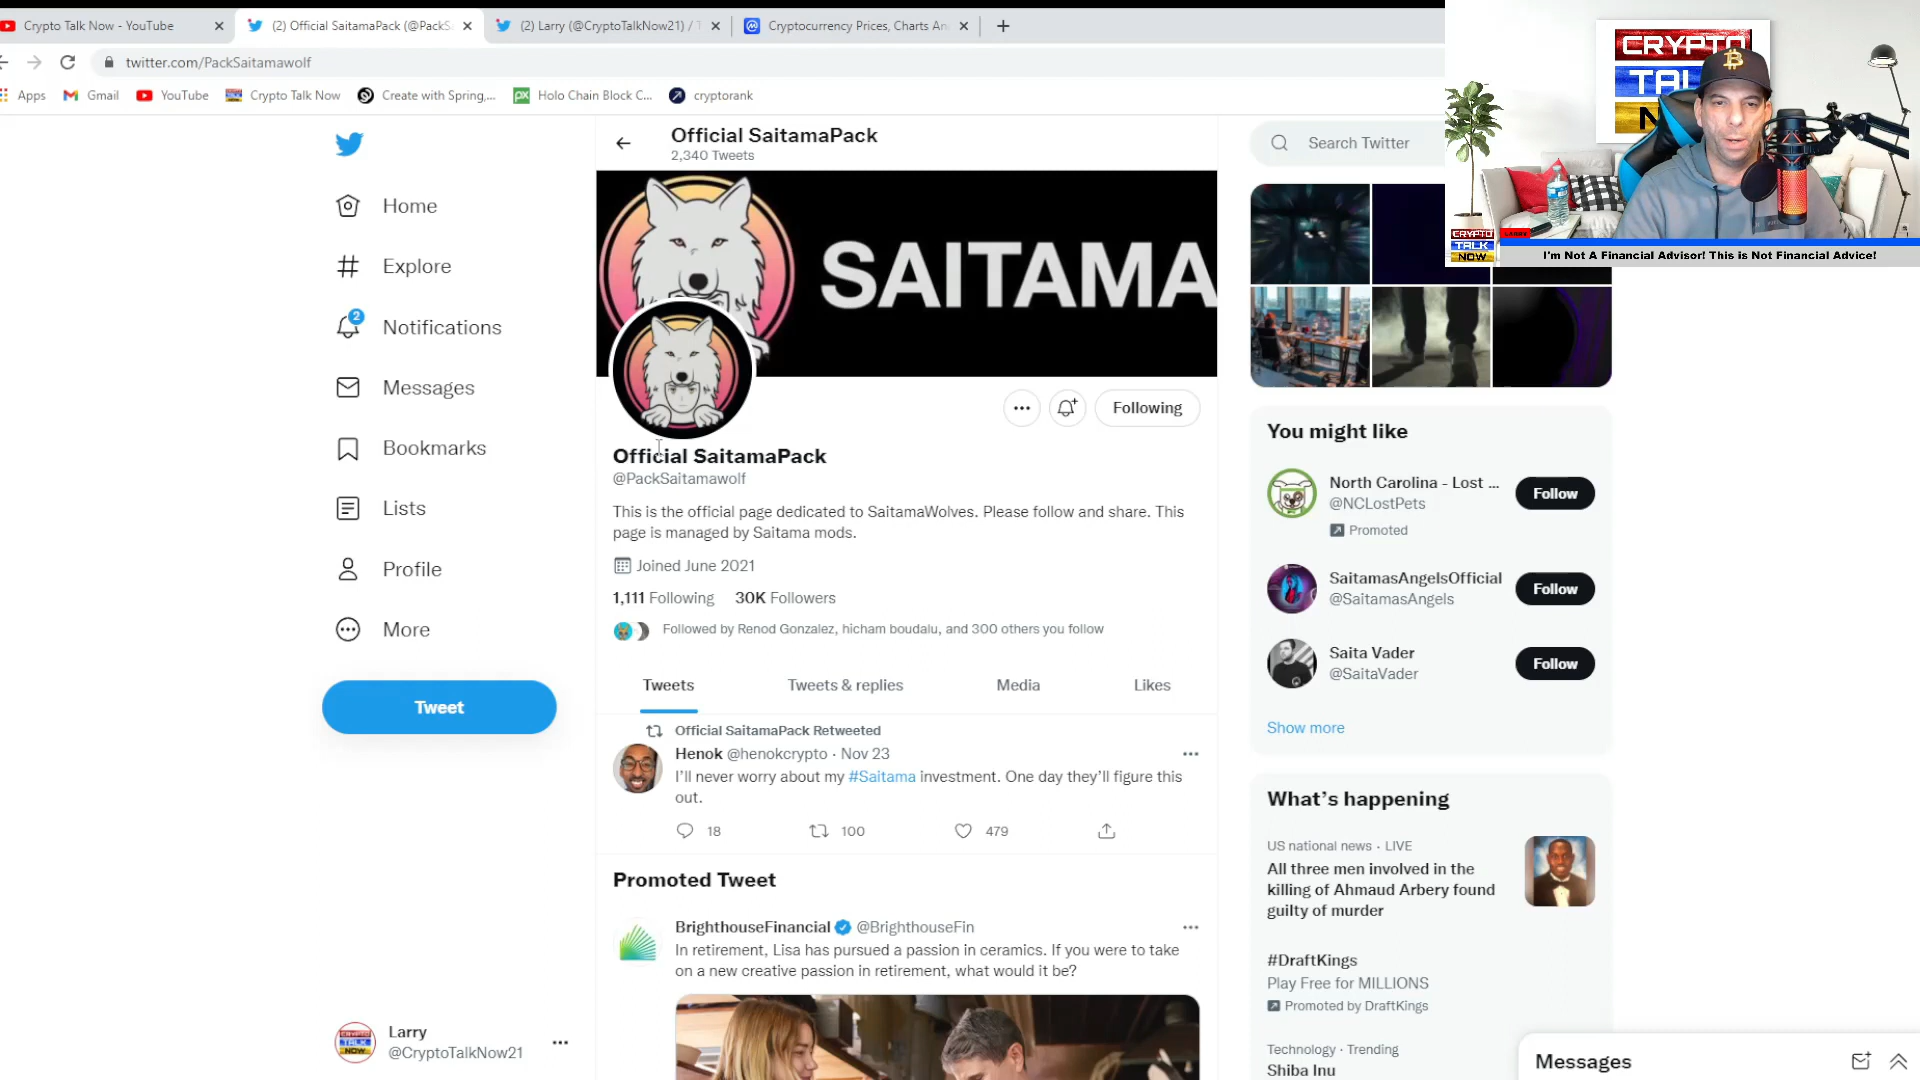 Crypto Talk Now - YouTube
(2) Official SaitamaPack (@PackS
(2) Larry (@CryptoTalkNow21) / T
Cryptocurrency Prices, Charts An
twitter.com/PackSaitamawolf
Apps
Gmail
YouTube
Crypto Talk Now
Create with Spring,...
Holo Chain Block C...
cryptorank
CRYPTO
TAL
N
CRYPTO
TALK
NOW
LARRY
I'm Not A Financial Advisor! This is Not Financial Advice!
Home
Explore
2
Notifications
Messages
Bookmarks
Lists
Profile
More
Tweet
Larry
@CryptoTalkNow21
Official SaitamaPack
2,340 Tweets
SAITAMA
Following
Official SaitamaPack
@PackSaitamawolf
This is the official page dedicated to SaitamaWolves. Please follow and share. This
page is managed by Saitama mods.
Joined June 2021
1,111 Following 30K Followers
Followed by Renod Gonzalez, hicham boudalu, and 300 others you follow
Tweets
Tweets & replies
Media
Likes
Official SaitamaPack Retweeted
Henok @henokcrypto · Nov 23
I'll never worry about my #Saitama investment. One day they'll figure this
out.
18
100
479
Promoted Tweet
BrighthouseFinancial @BrighthouseFin
In retirement, Lisa has pursued a passion in ceramics. If you were to take
on a new creative passion in retirement, what would it be?
Search Twitter
You might like
North Carolina - Lost ...
@NCLostPets
Promoted
Follow
SaitamasAngelsOfficial
@SaitamasAngels
Follow
Saita Vader
@SaitaVader
Follow
Show more
What's happening
US national news · LIVE
All three men involved in the
killing of Ahmaud Arbery found
guilty of murder
#DraftKings
Play Free for MILLIONS
Promoted by DraftKings
Technology · Trending
Shiba Inu
Messages